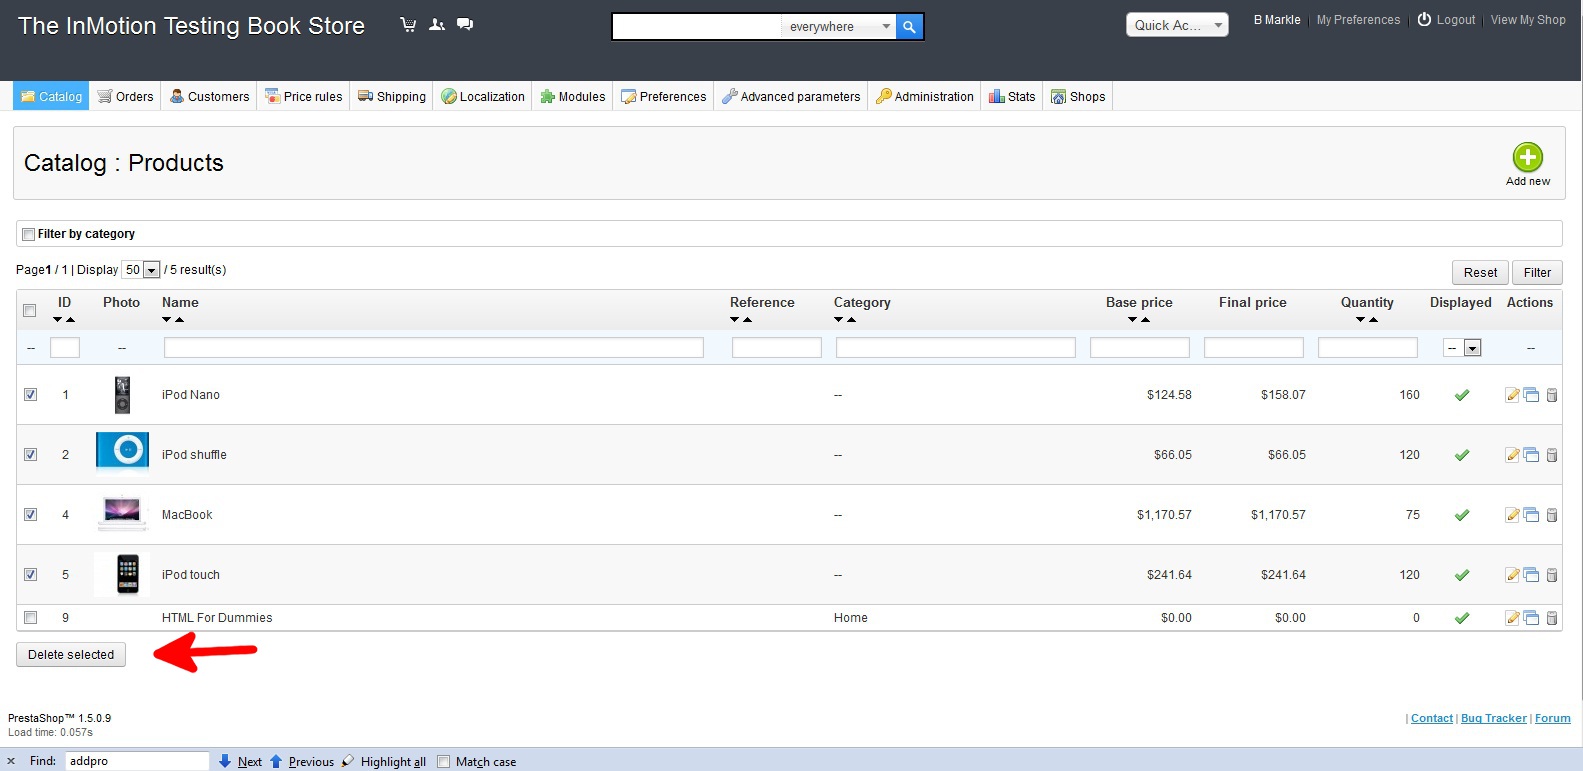 The InMotion Testing Book Store everywhere Quick Ac... B Markle My Preferences Logout View My Shop
Catalog Orders Customers Price rules Shipping Localization Modules Preferences Advanced parameters Administration Stats Shops
Catalog : Products
Add new
Filter by category
Page1 / 1 | Display 50 / 5 result(s) Reset Filter
ID Photo Name Reference Category Base price Final price Quantity Displayed Actions
-- -- -- --
1 iPod Nano -- $124.58 $158.07 160
2 iPod shuffle -- $66.05 $66.05 120
4 MacBook -- $1,170.57 $1,170.57 75
5 iPod touch -- $241.64 $241.64 120
9 HTML For Dummies Home $0.00 $0.00 0
Delete selected
PrestaShop™ 1.5.0.9 | Contact | Bug Tracker | Forum
Load time: 0.057s
× Find: addpro Next Previous Highlight all Match case